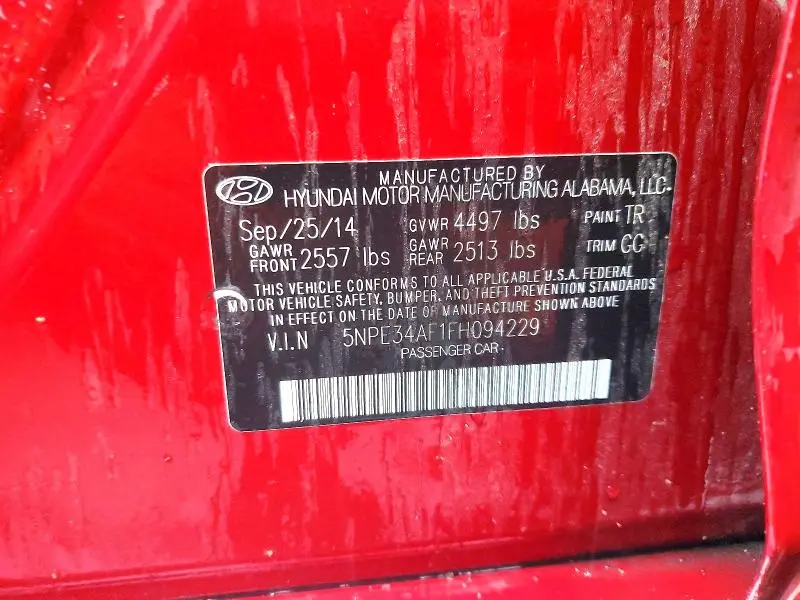 MANUFACTURED BY
HYUNDAI MOTOR MANUFACTURING ALABAMA, LLC.
Sep/25/14 GVWR 4497 lbs PAINT TR
GAWR FRONT 2557 lbs GAWR REAR 2513 lbs TRIM GG
THIS VEHICLE CONFORMS TO ALL APPLICABLE U.S.A. FEDERAL
MOTOR VEHICLE SAFETY, BUMPER, AND THEFT PREVENTION STANDARDS
IN EFFECT ON THE DATE OF MANUFACTURE SHOWN ABOVE
V.I.N 5NPE34AF1FH094229
PASSENGER CAR